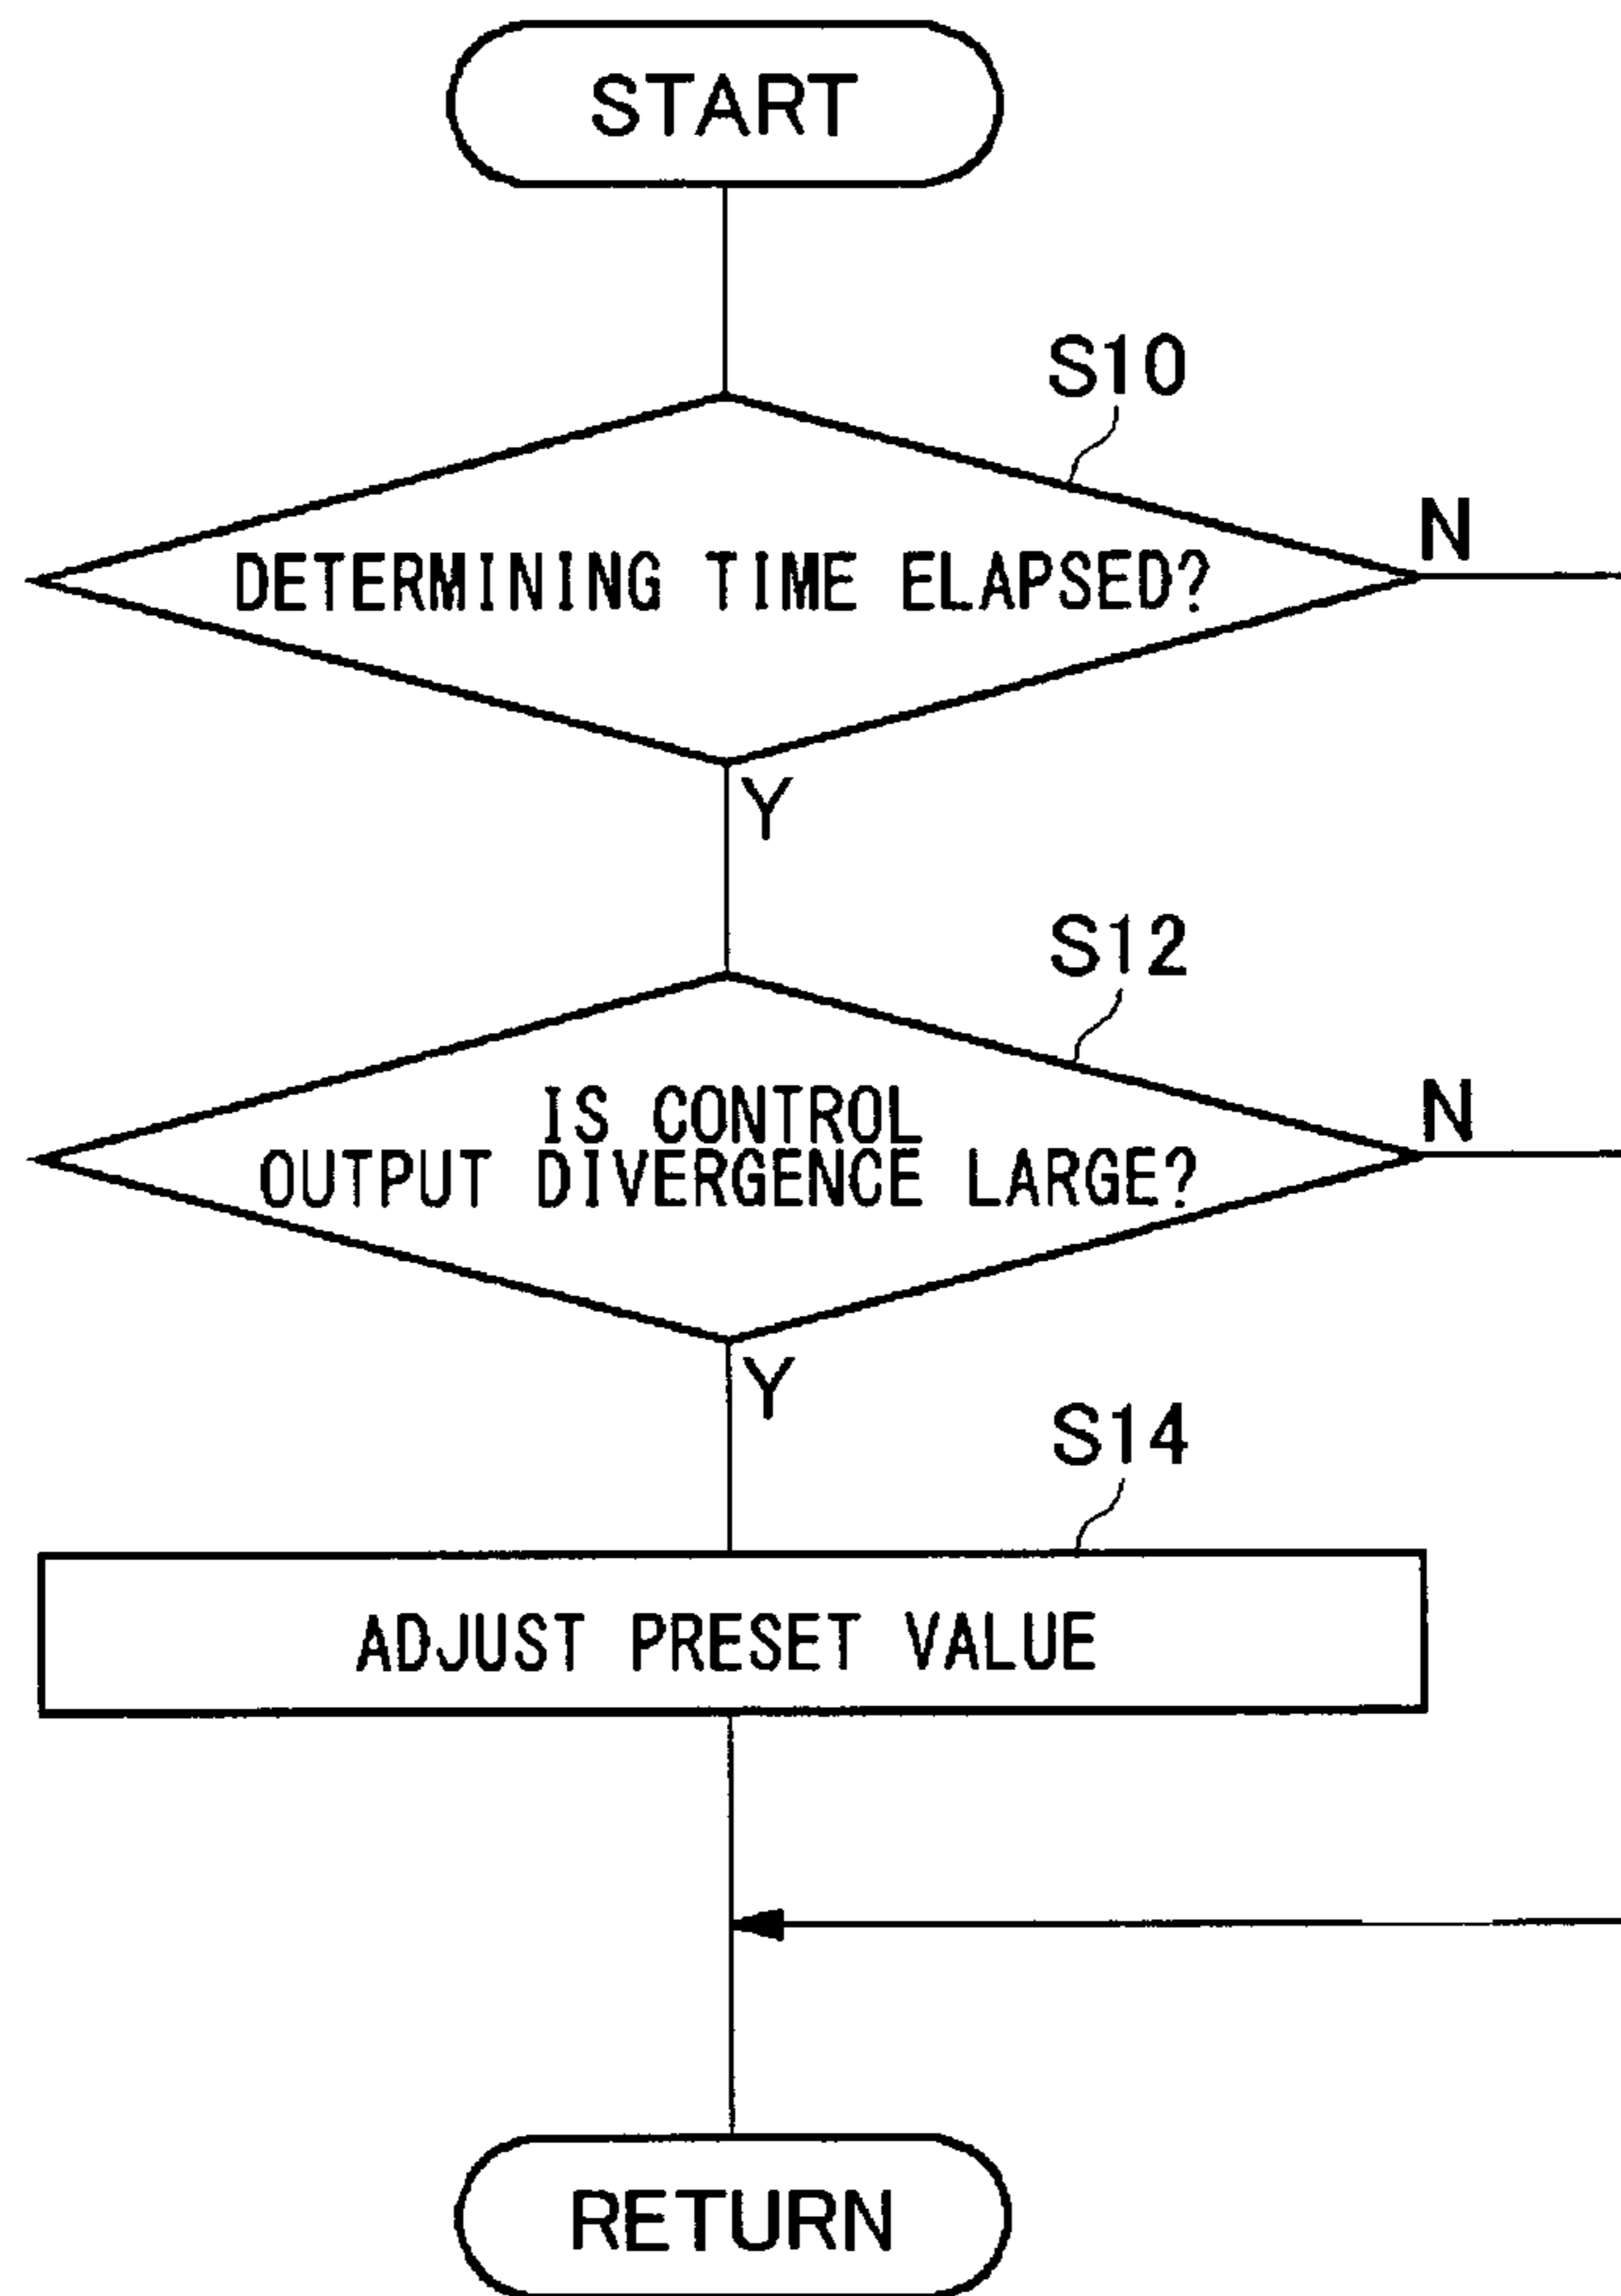 START
S10
DETERMINING TIME ELAPSED?
N
Y
S12
IS CONTROL
OUTPUT DIVERGENCE LARGE?
N
Y
S14
ADJUST PRESET VALUE
RETURN